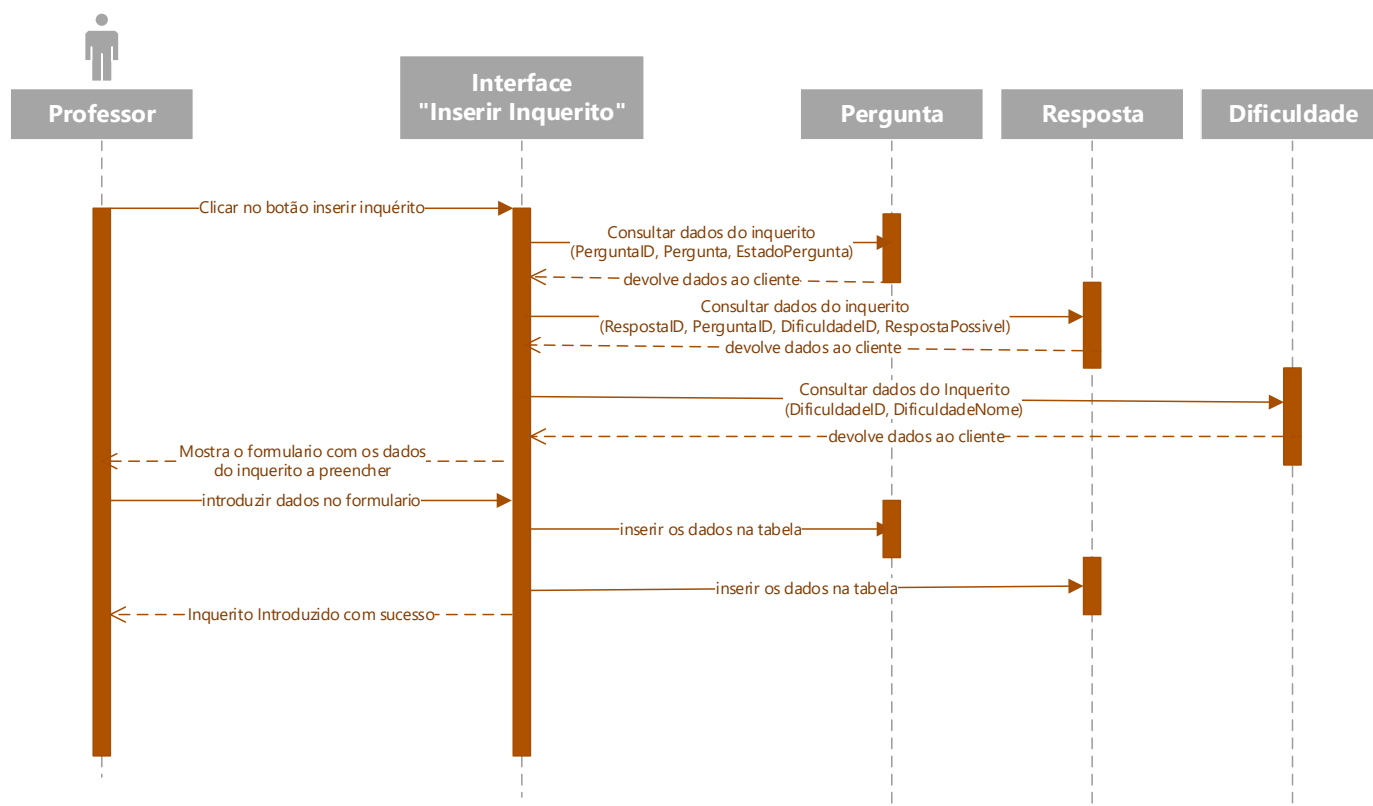 Professor
Interface
"Inserir Inquerito"
Pergunta
Resposta
Dificuldade
Clicar no botão inserir inquérito
Consultar dados do inquerito
(PerguntaID, Pergunta, EstadoPergunta)
devolve dados ao cliente
Consultar dados do inquerito
(RespostaID, PerguntaID, DificuldadeID, RespostaPossivel)
devolve dados ao cliente
Consultar dados do Inquerito
(DificuldadeID, DificuldadeNome)
devolve dados ao cliente
Mostra o formulario com os dados
do inquerito a preencher
introduzir dados no formulario
inserir os dados na tabela
inserir os dados na tabela
Inquerito Introduzido com sucesso